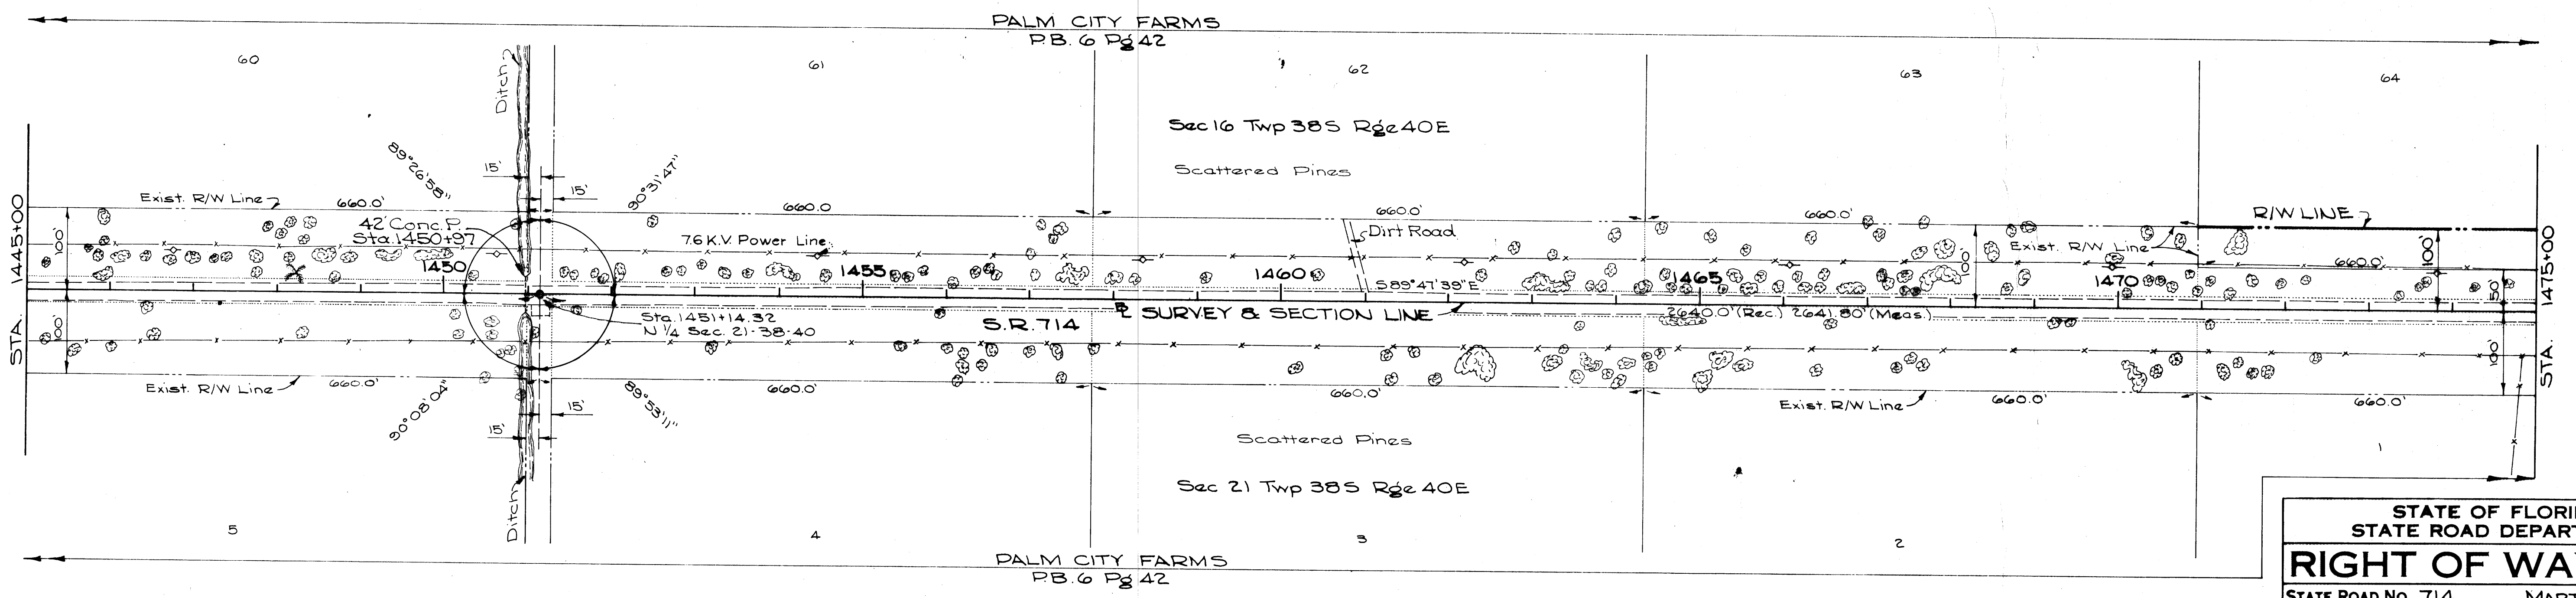 PALM CITY FARMS
P.B. 6 Pg 42
60
61
62
63
64
Ditch
Sec 16 Twp 38S Rge 40E
Scattered Pines
89°26'58"
90°31'47"
15'
15'
Exist. R/W Line
660.0'
660.0
660.0'
660.0'
R/W LINE
42' Conc. P.
Sta. 1450+97
7.6 K.V. Power Line
Dirt Road
Exist. R/W Line
660.0'
STA. 1445+00
100'
100'
1450
1455
1460
1465
1470
S89°47'39"E
100'
50'
100'
STA. 1475+00
Sta. 1451+14.32
N 1/4 Sec. 21-38-40
S.R. 714
℄ SURVEY & SECTION LINE
2640.0' (Rec.) 2641.80' (Meas.)
Exist. R/W Line
660.0'
660.0'
660.0'
Exist. R/W Line
660.0'
660.0'
90°08'04"
89°53'11"
15'
15'
Ditch
Scattered Pines
Sec 21 Twp 38S Rge 40E
5
4
3
2
1
PALM CITY FARMS
P.B. 6 Pg 42
STATE OF FLORI
STATE ROAD DEPAR
RIGHT OF WA
STATE ROAD NO. 714 MART